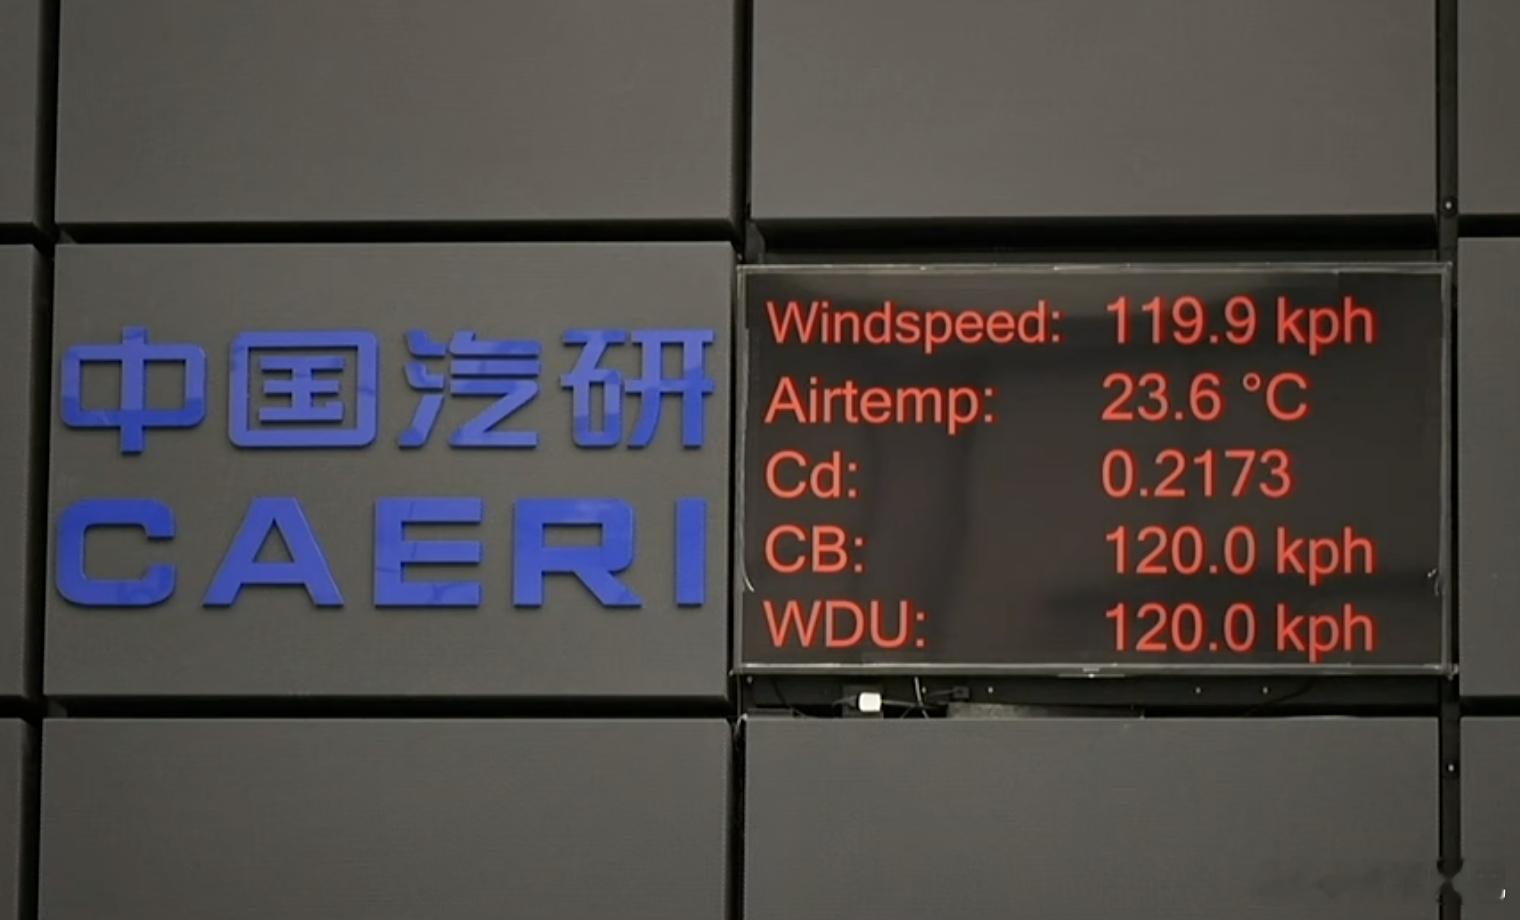 中国汽研
CAERI
Windspeed: 119.9 kph
Airtemp: 23.6 °C
Cd: 0.2173
CB: 120.0 kph
WDU: 120.0 kph